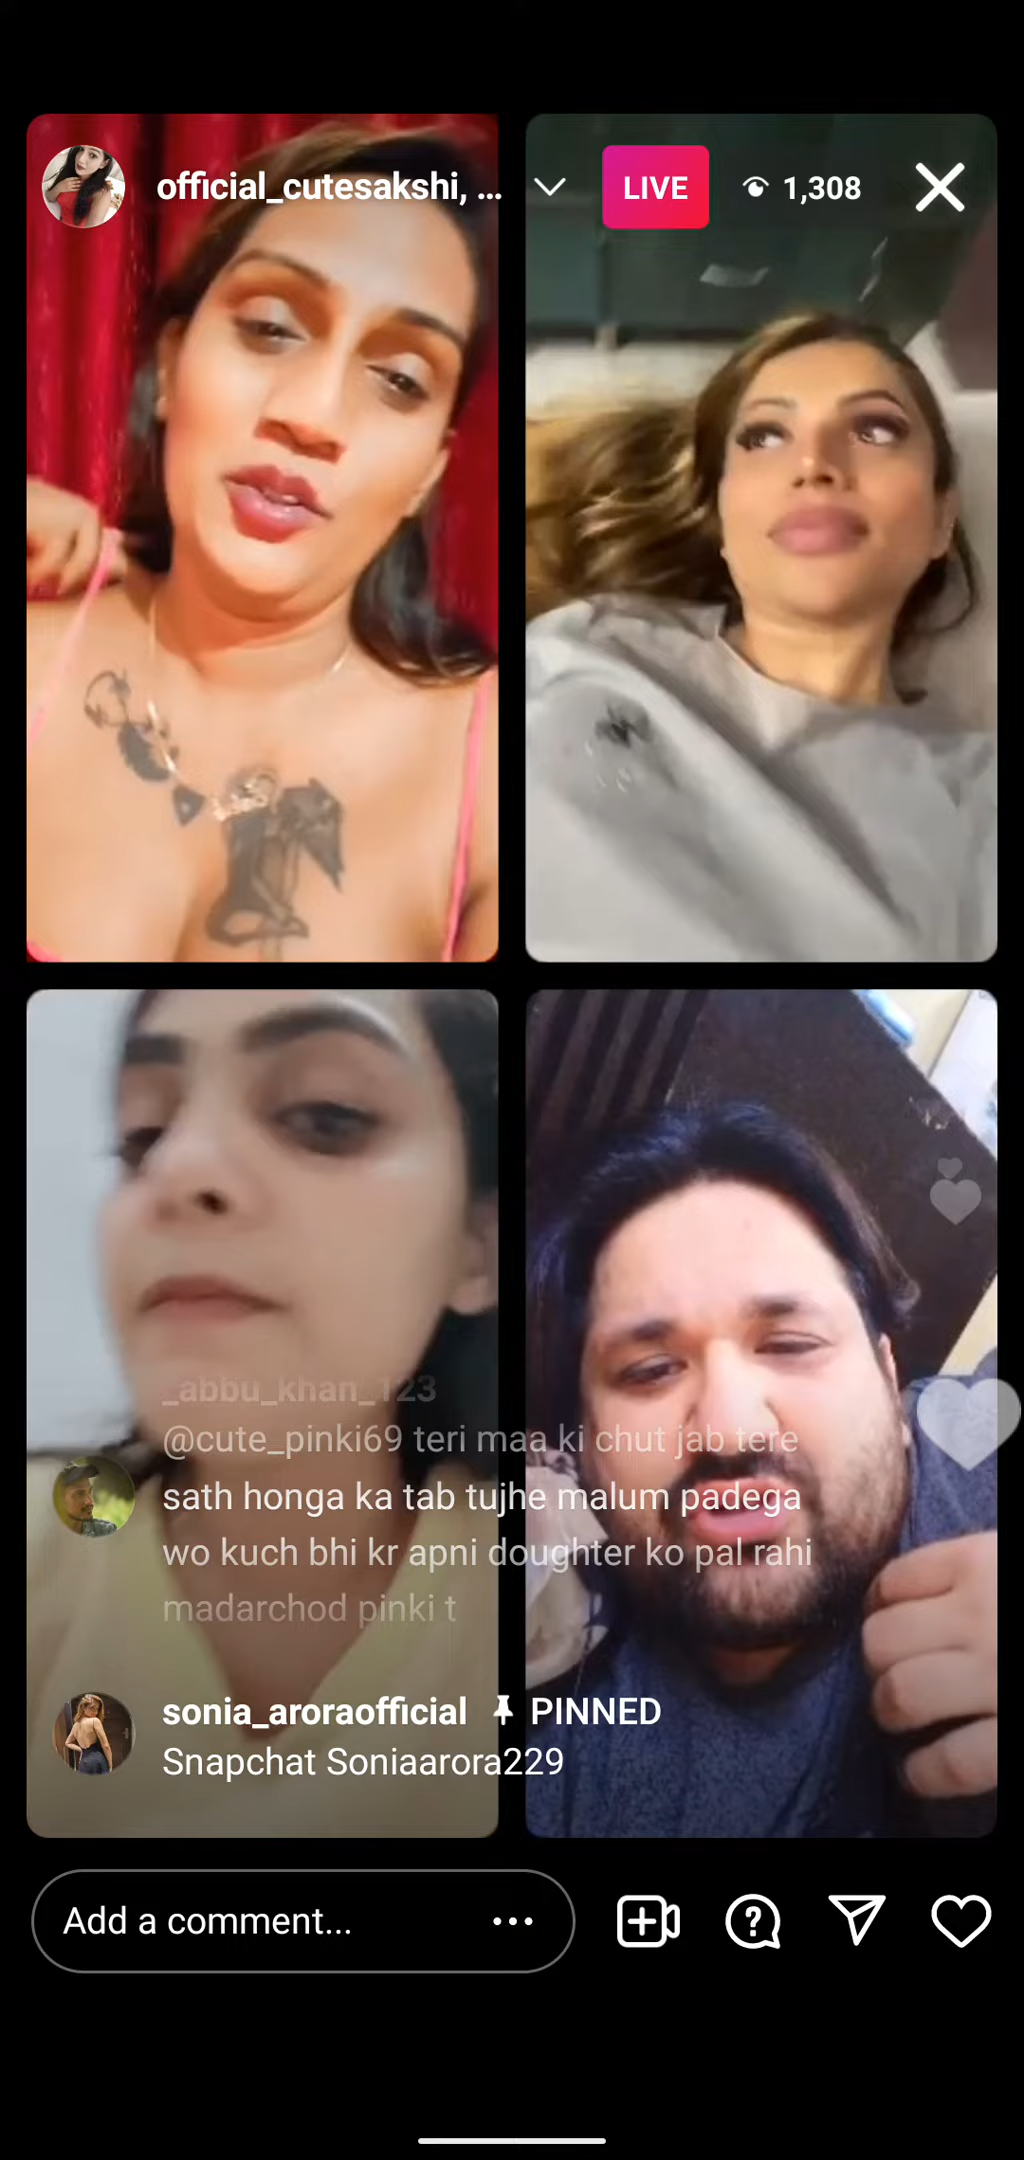 official_cutesakshi, ...
LIVE
1,308
_abbu_khan_123
@cute_pinki69 teri maa ki chut jab tere
sath honga ka tab tujhe malum padega
wo kuch bhi kr apni doughter ko pal rahi
madarchod pinki t
sonia_aroraofficial PINNED
Snapchat Soniaarora229
Add a comment...